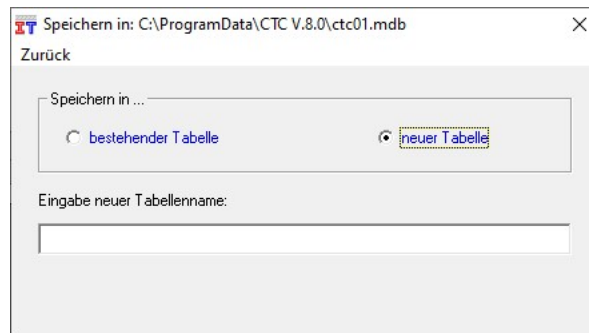 Speichern in: C:\ProgramData\CTC V.8.0\ctc01.mdb
Zurück
Speichern in ...
bestehender Tabelle
neuer Tabelle
Eingabe neuer Tabellenname: